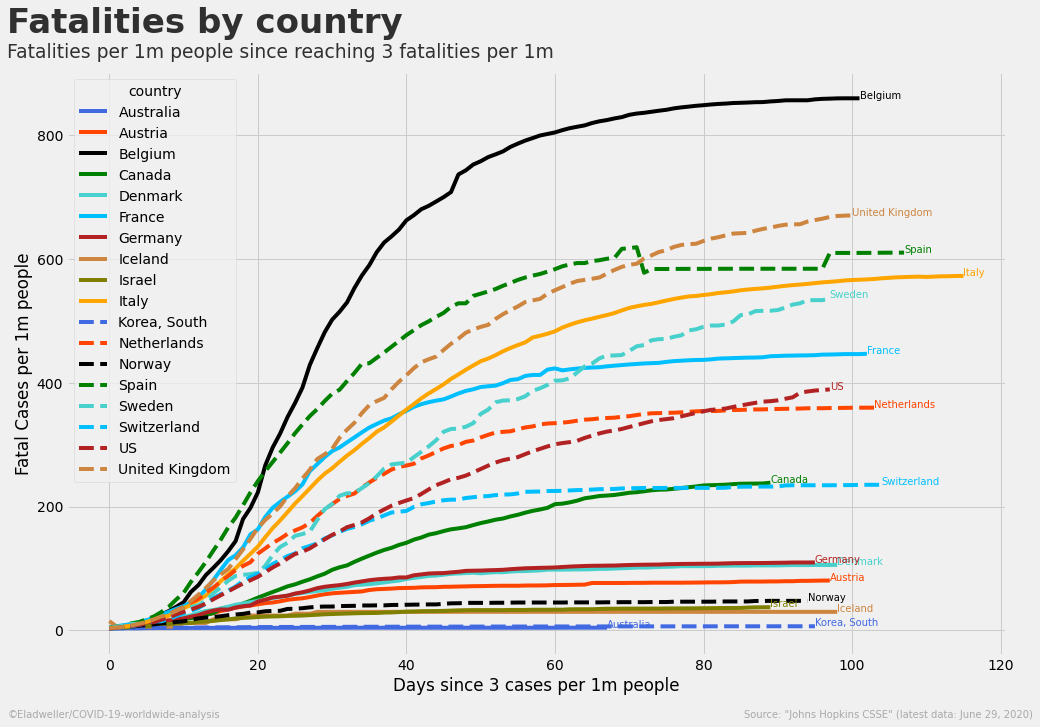 Fatalities by country
Fatalities per 1m people since reaching 3 fatalities per 1m
country
Australia
Austria
Belgium
Canada
Denmark
France
Germany
Iceland
Israel
Italy
Korea, South
Netherlands
Norway
Spain
Sweden
Switzerland
US
United Kingdom
Fatal Cases per 1m people
800
600
400
200
0
Belgium
United Kingdom
Spain
Italy
Sweden
France
US
Netherlands
Canada
Switzerland
Germany
Denmark
Austria
Norway
Israel
Iceland
Australia
Korea, South
0 20 40 60 80 100 120
Days since 3 cases per 1m people
©Eladweller/COVID-19-worldwide-analysis
Source: "Johns Hopkins CSSE" (latest data: June 29, 2020)